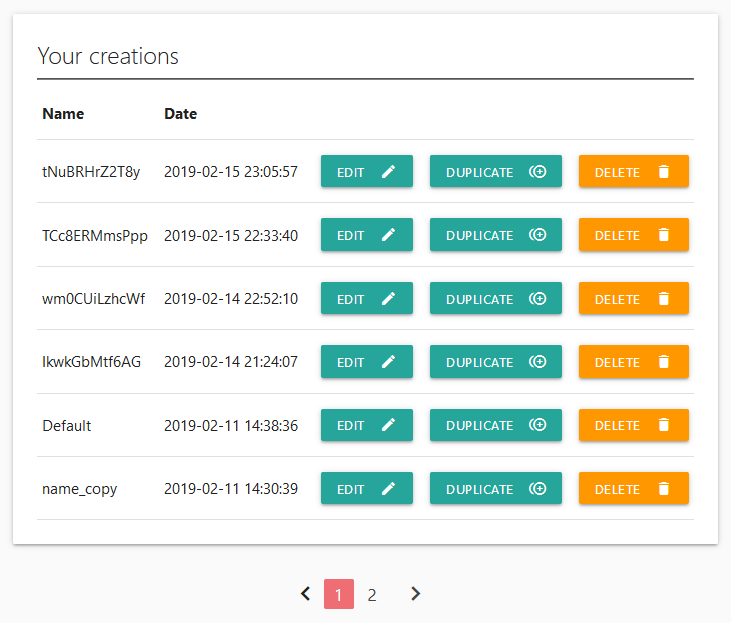 Your creations
Name Date
tNuBRHrZ2T8y 2019-02-15 23:05:57 EDIT DUPLICATE DELETE
TCc8ERMmsPpp 2019-02-15 22:33:40 EDIT DUPLICATE DELETE
wm0CUiLzhcWf 2019-02-14 22:52:10 EDIT DUPLICATE DELETE
IkwkGbMtf6AG 2019-02-14 21:24:07 EDIT DUPLICATE DELETE
Default 2019-02-11 14:38:36 EDIT DUPLICATE DELETE
name_copy 2019-02-11 14:30:39 EDIT DUPLICATE DELETE
1 2